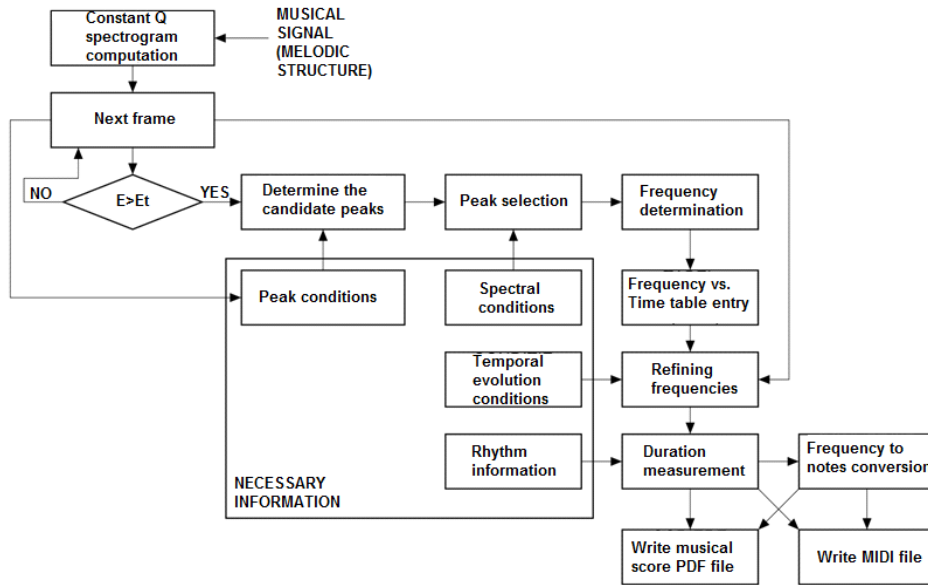 Constant Q
spectrogram
computation
MUSICAL
SIGNAL
(MELODIC
STRUCTURE)
Next frame
NO
E>Et
YES
Determine the
candidate peaks
Peak selection
Frequency
determination
Peak conditions
Spectral
conditions
Frequency vs.
Time table entry
Temporal
evolution
conditions
Refining
frequencies
Rhythm
information
Duration
measurement
Frequency to
notes conversion
NECESSARY
INFORMATION
Write musical
score PDF file
Write MIDI file